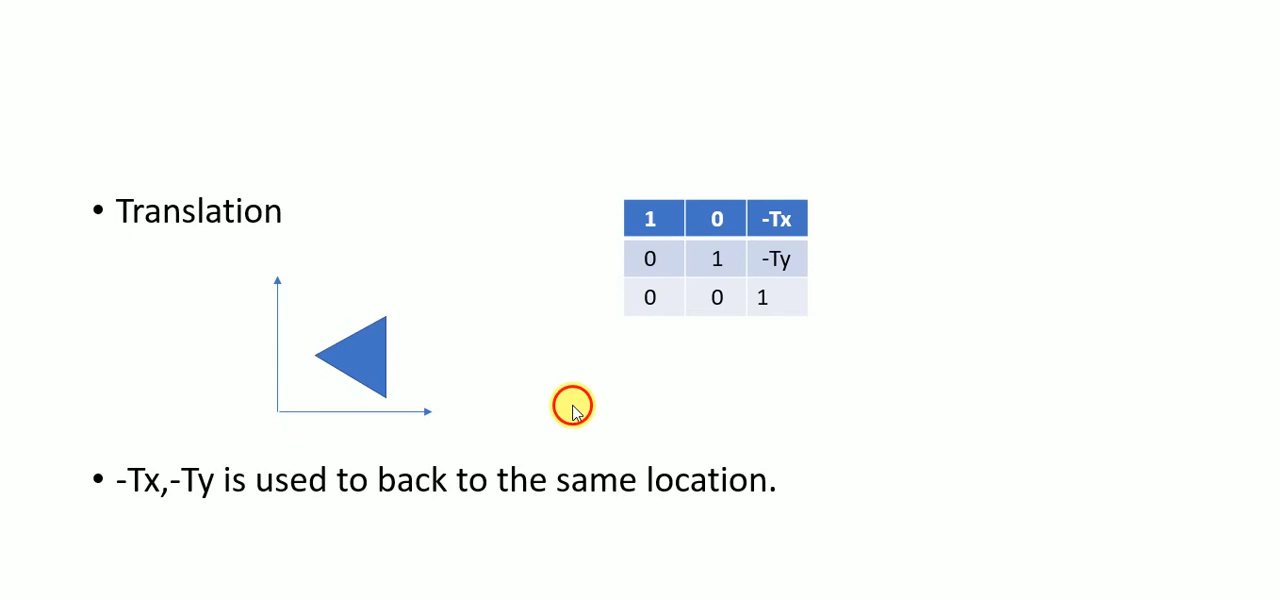 • Translation
1 0 -Tx
0 1 -Ty
0 0 1
• -Tx,-Ty is used to back to the same location.